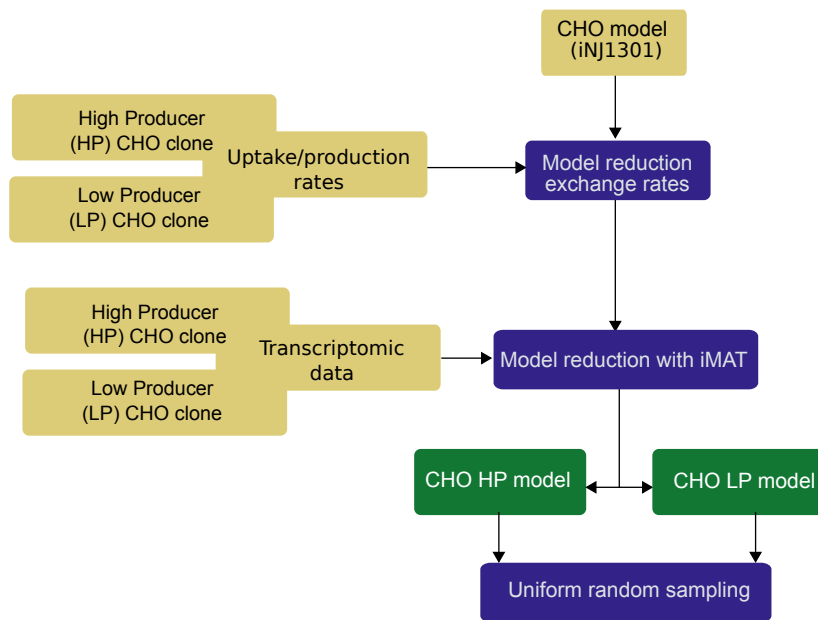 CHO model
(iNJ1301)
High Producer
(HP) CHO clone
Uptake/production
rates
Low Producer
(LP) CHO clone
Model reduction
exchange rates
High Producer
(HP) CHO clone
Transcriptomic
data
Low Producer
(LP) CHO clone
Model reduction with iMAT
CHO HP model
CHO LP model
Uniform random sampling